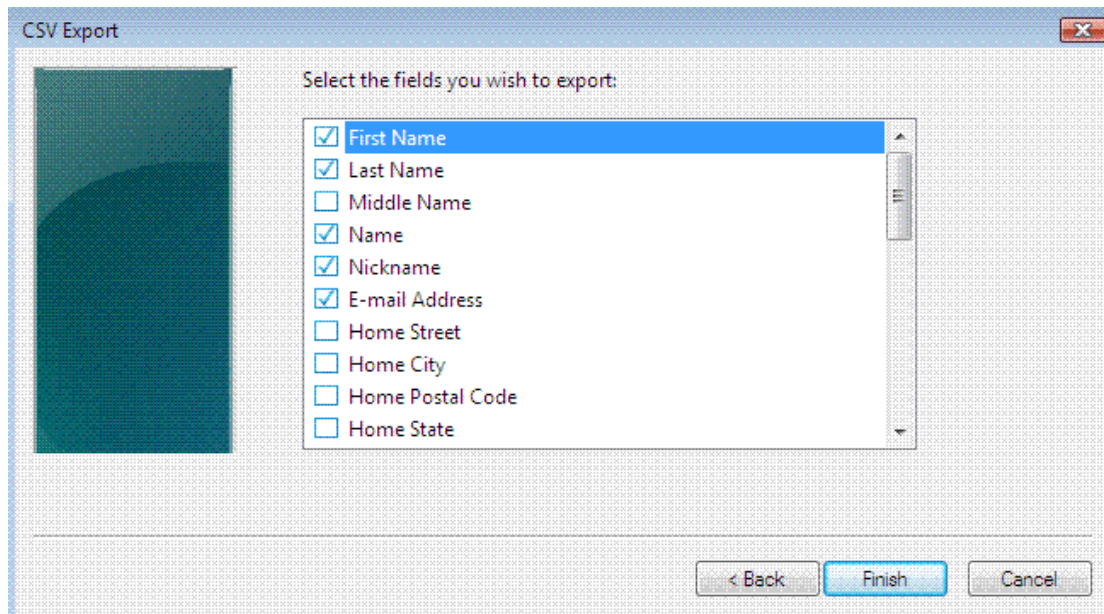 CSV Export
Select the fields you wish to export:
First Name
Last Name
Middle Name
Name
Nickname
E-mail Address
Home Street
Home City
Home Postal Code
Home State
< Back
Finish
Cancel